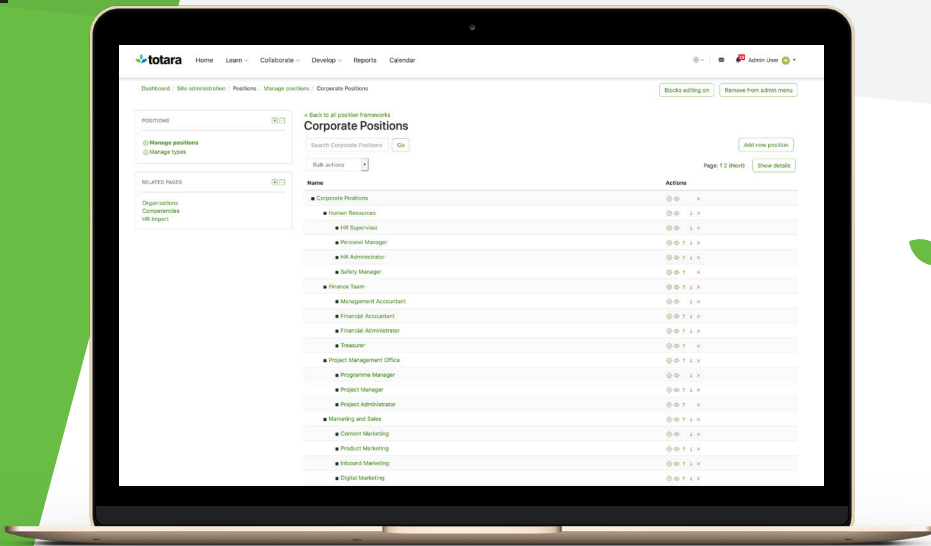 totara Home Learn Collaborate Develop Reports Calendar Admin User
Dashboard / Site administration / Positions / Manage positions / Corporate Positions
Blocks editing on Remove from admin menu
POSITIONS
Manage positions
Manage types
RELATED PAGES
Organisations
Competencies
HR Import
« Back to all position frameworks
Corporate Positions
Search Corporate Positions Go Add new position
Bulk actions Page: 1 2 (Next) Show details
Name Actions
Corporate Positions
Human Resources
HR Supervisor
Personel Manager
HR Administrator
Safety Manager
Finance Team
Management Accountant
Financial Accountant
Financial Administrator
Treasurer
Project Management Office
Programme Manager
Project Manager
Project Administrator
Marketing and Sales
Content Marketing
Product Marketing
Inbound Marketing
Digital Marketing